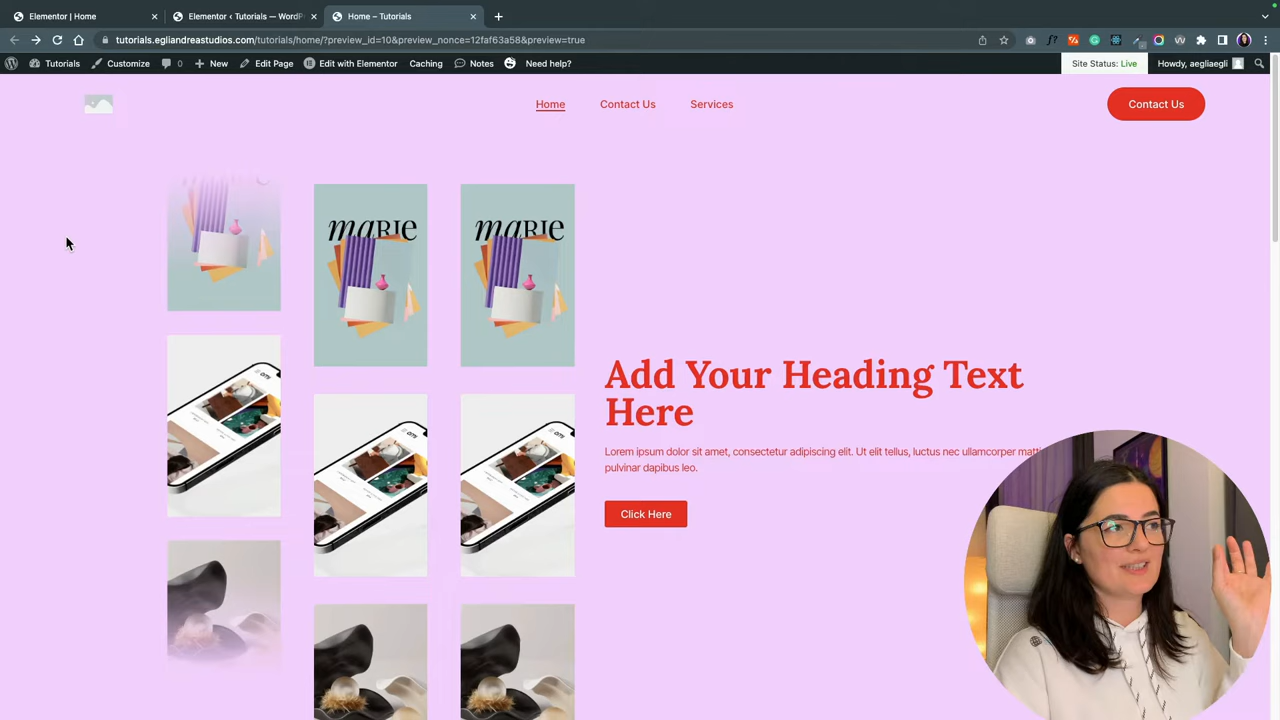 Elementor | Home
Elementor ‹ Tutorials — WordP
Home – Tutorials
tutorials.egliandreastudios.com/tutorials/home/?preview_id=10&preview_nonce=12faf63a58&preview=true
Tutorials
Customize
0
New
Edit Page
Edit with Elementor
Caching
Notes
Need help?
Site Status: Live
Howdy, aegliaegli
Home
Contact Us
Services
Contact Us
marie
marie
Add Your Heading Text
Here
Lorem ipsum dolor sit amet, consectetur adipiscing elit. Ut elit tellus, luctus nec ullamcorper matti
pulvinar dapibus leo.
Click Here